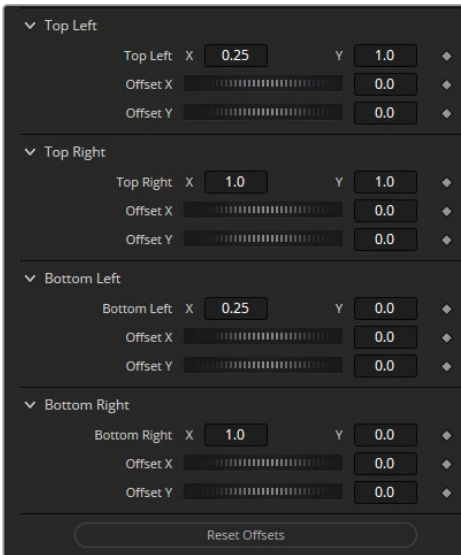 Top Left
Top Left X 0.25 Y 1.0
Offset X 0.0
Offset Y 0.0
Top Right
Top Right X 1.0 Y 1.0
Offset X 0.0
Offset Y 0.0
Bottom Left
Bottom Left X 0.25 Y 0.0
Offset X 0.0
Offset Y 0.0
Bottom Right
Bottom Right X 1.0 Y 0.0
Offset X 0.0
Offset Y 0.0
Reset Offsets